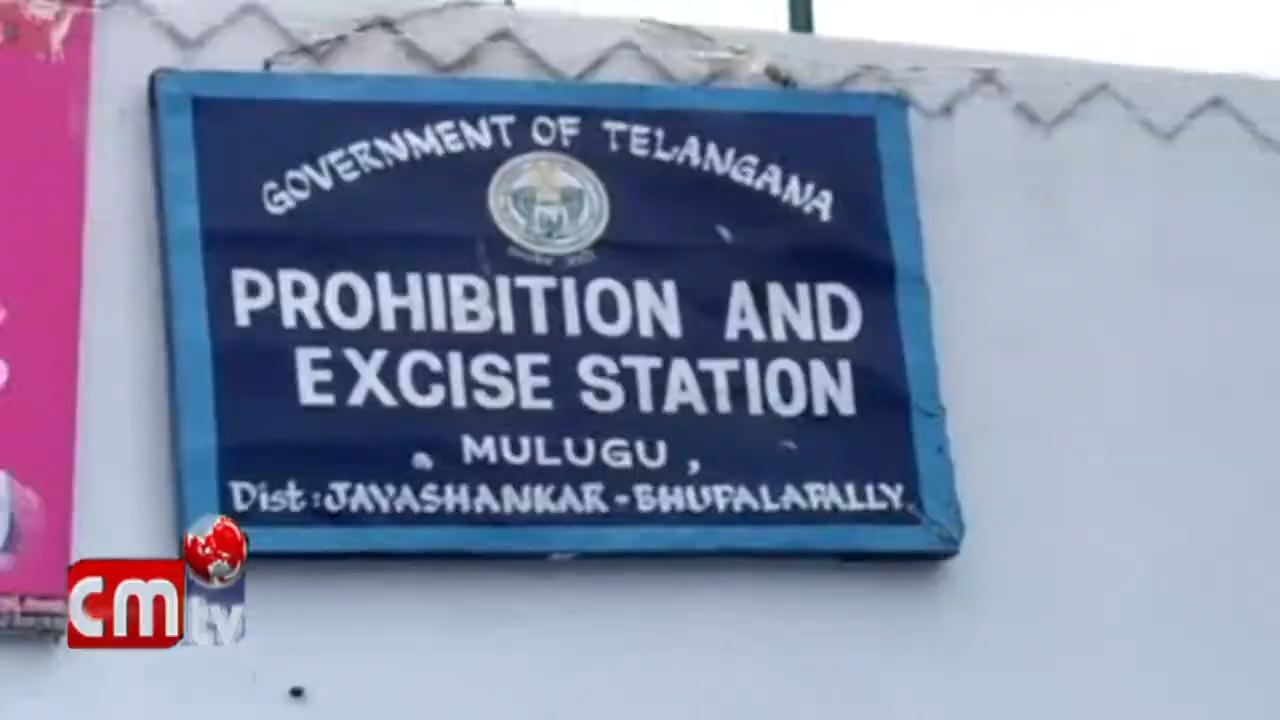 GOVERNMENT OF TELANGANA
PROHIBITION AND
EXCISE STATION
MULUGU,
Dist: JAYASHANKAR - BHUPALAPALLY.
CM tv